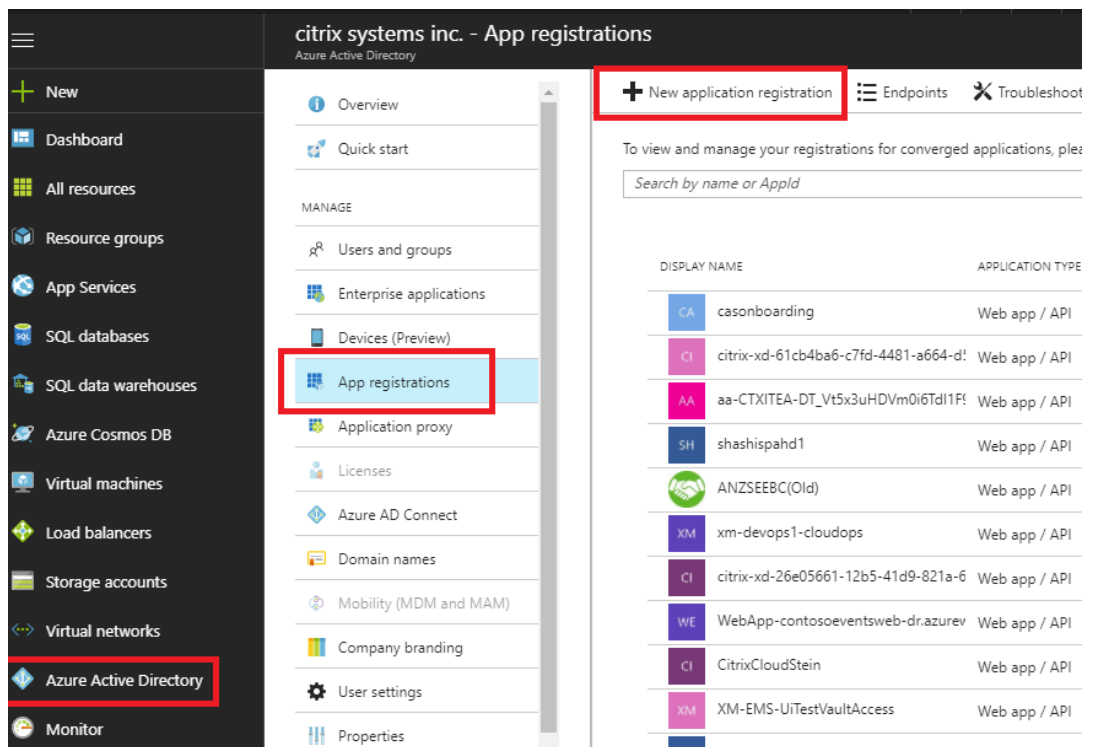 citrix systems inc. - App registrations
Azure Active Directory
New
Dashboard
All resources
Resource groups
App Services
SQL databases
SQL data warehouses
Azure Cosmos DB
Virtual machines
Load balancers
Storage accounts
Virtual networks
Azure Active Directory
Monitor
Overview
Quick start
MANAGE
Users and groups
Enterprise applications
Devices (Preview)
App registrations
Application proxy
Licenses
Azure AD Connect
Domain names
Mobility (MDM and MAM)
Company branding
User settings
Properties
New application registration Endpoints Troubleshoot
To view and manage your registrations for converged applications, plea
Search by name or AppId
DISPLAY NAME APPLICATION TYPE
CA casonboarding Web app / API
CI citrix-xd-61cb4ba6-c7fd-4481-a664-d Web app / API
AA aa-CTXITEA-DT_Vt5x3uHDVm0i6TdI1F Web app / API
SH shashispahd1 Web app / API
ANZSEEBC(Old) Web app / API
XM xm-devops1-cloudops Web app / API
CI citrix-xd-26e05661-12b5-41d9-821a-6 Web app / API
WE WebApp-contosoeventsweb-dr.azurew Web app / API
CI CitrixCloudStein Web app / API
XM XM-EMS-UiTestVaultAccess Web app / API